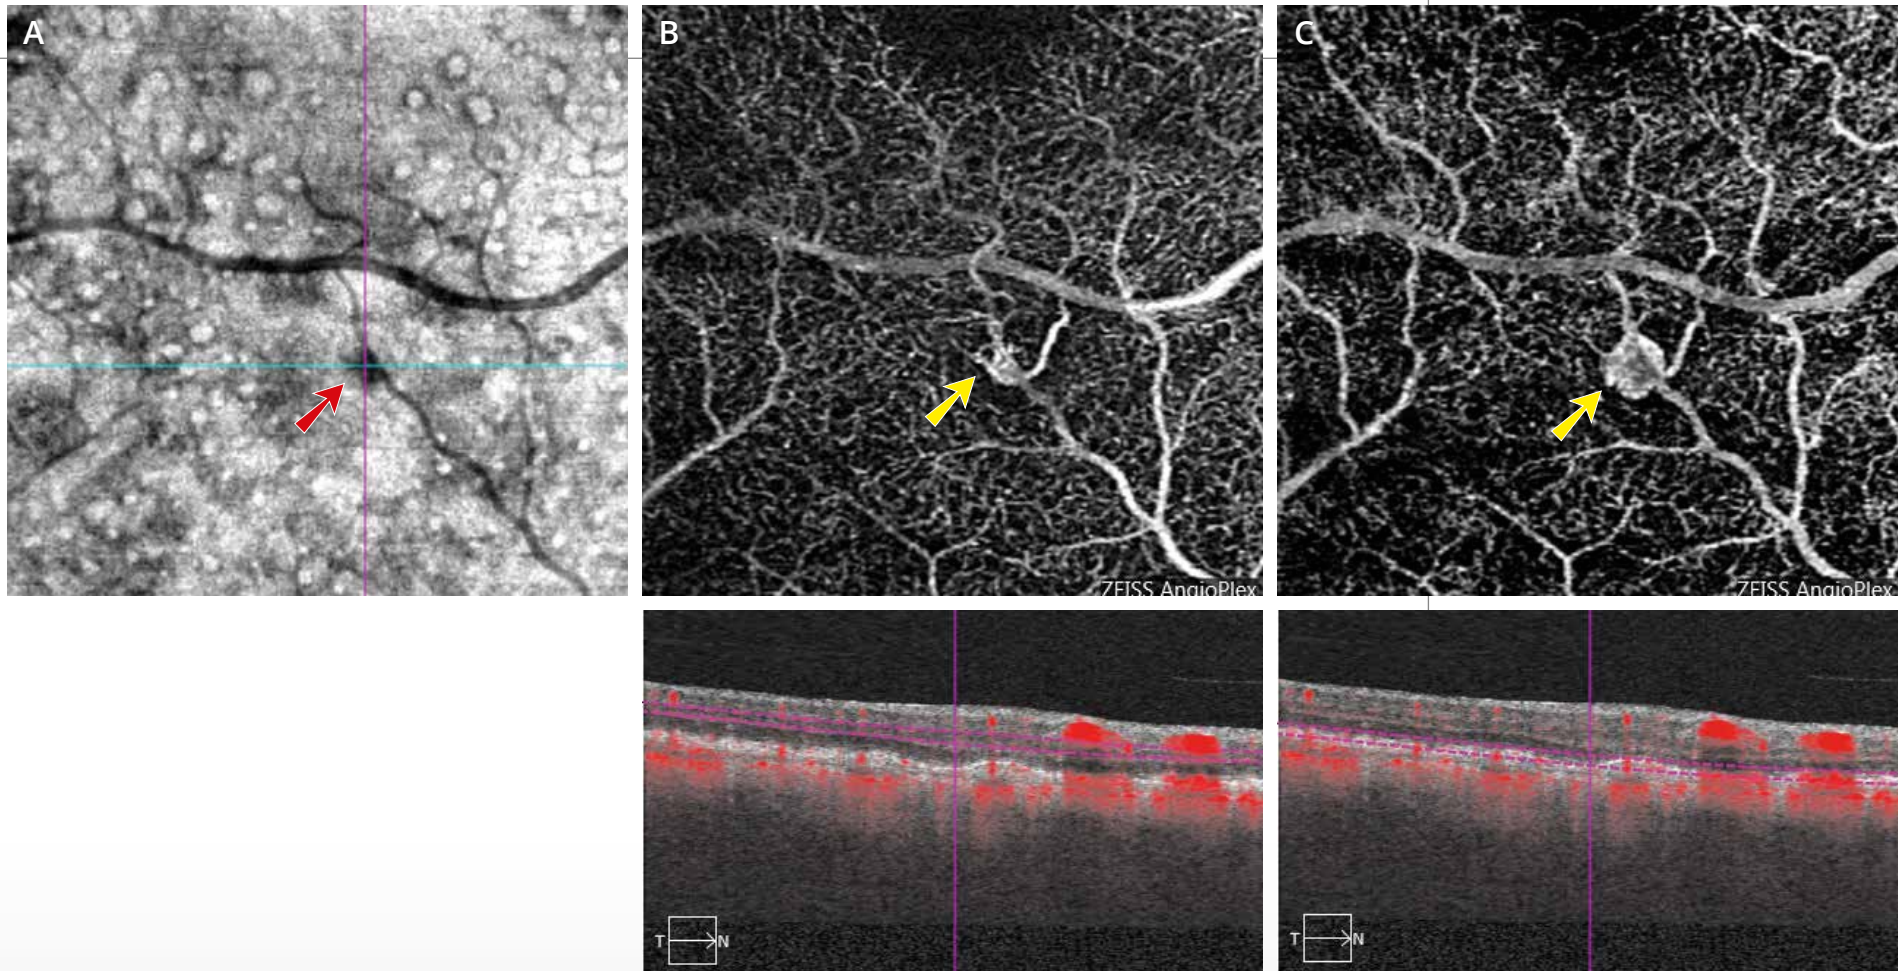 A
B
C
ZEISS AngioPlex
ZEISS AngioPlex
T N
T N